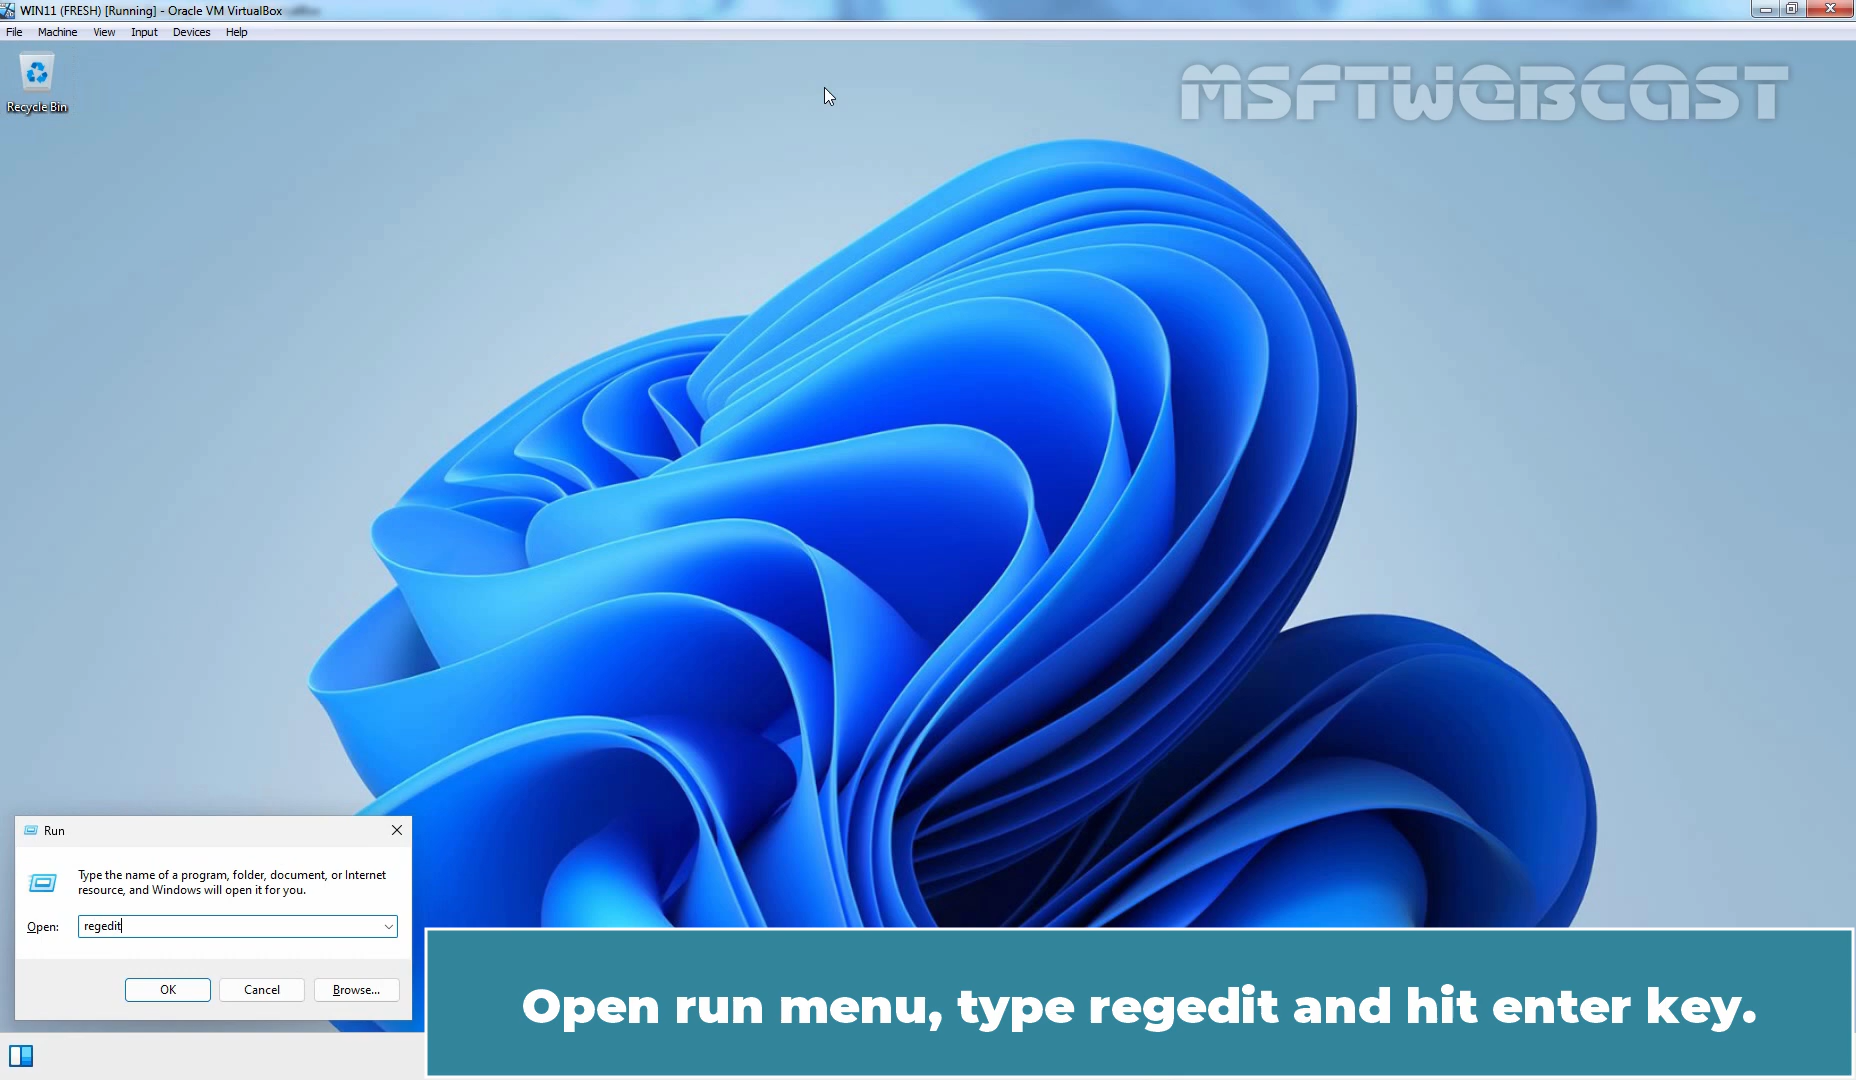 WIN11 (FRESH) [Running] - Oracle VM VirtualBox
File Machine View Input Devices Help
Recycle Bin
MSFTWEBCAST
Run
Type the name of a program, folder, document, or Internet
resource, and Windows will open it for you.
Open: regedit
OK Cancel Browse...
Open run menu, type regedit and hit enter key.